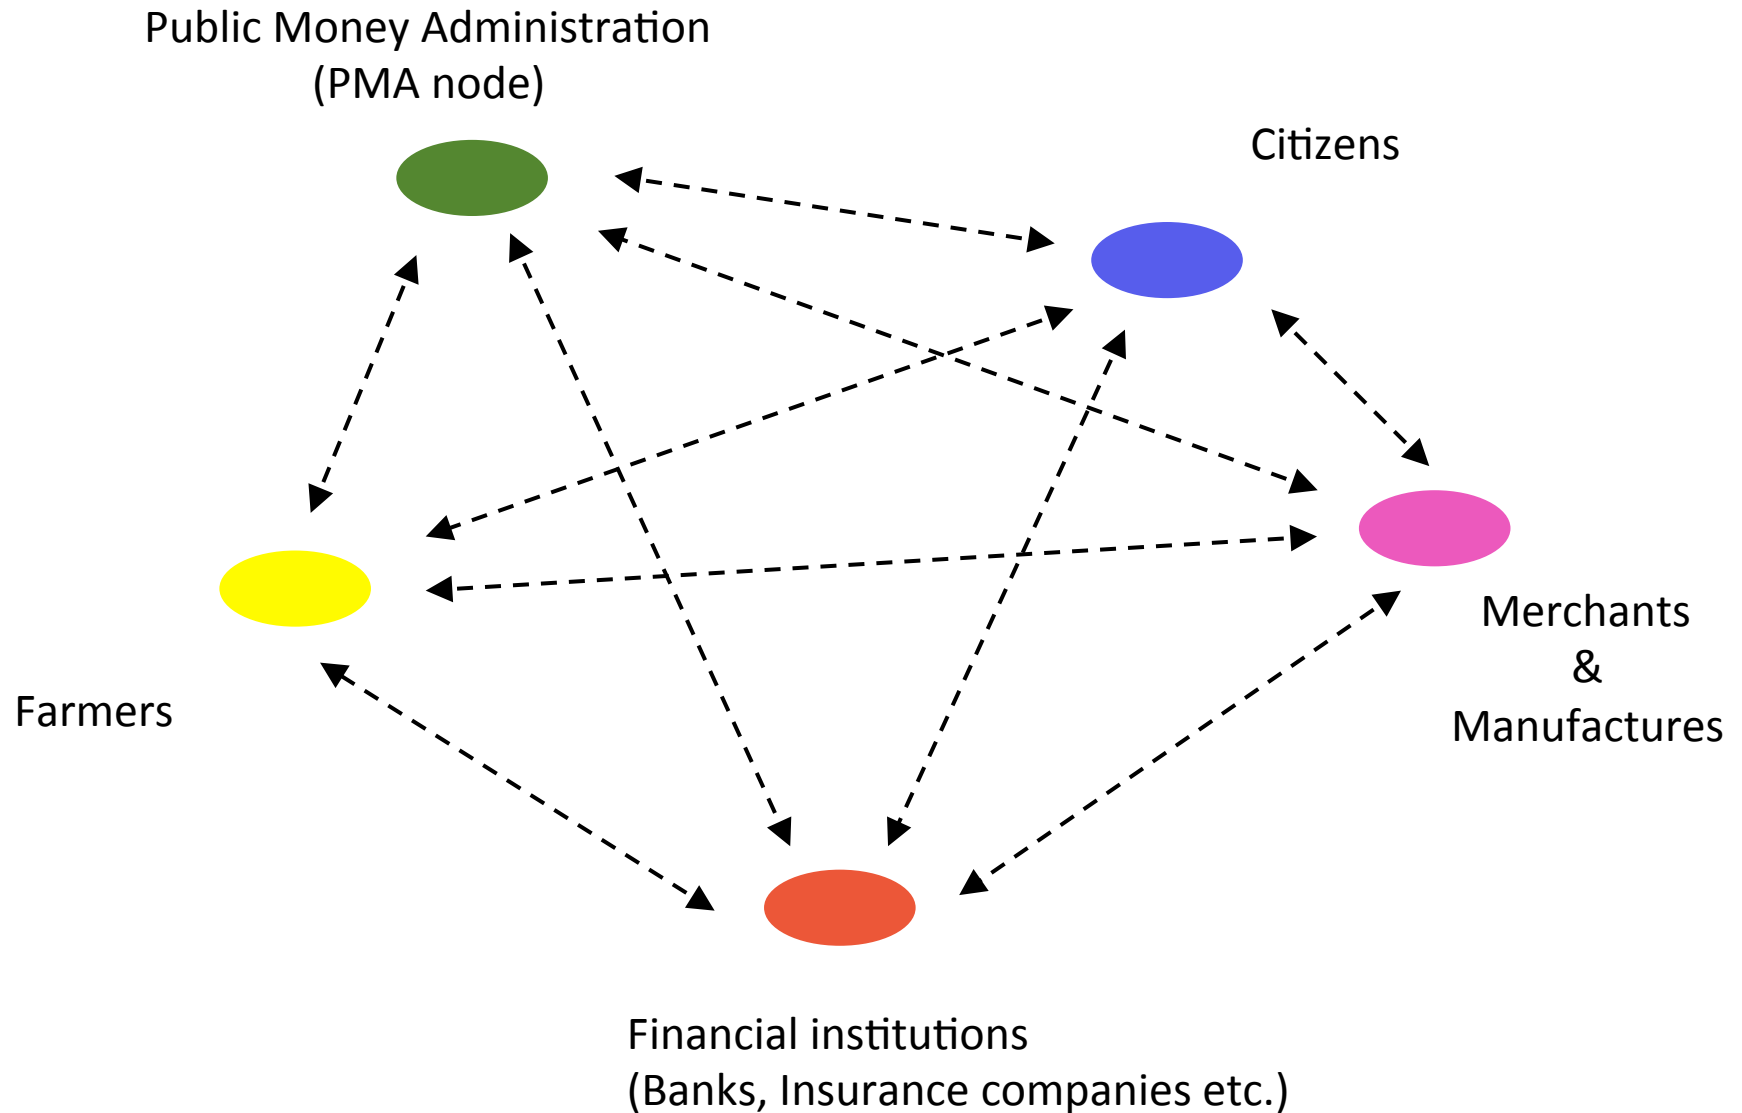 Public Money Administration
(PMA node)
Citizens
Merchants
&
Manufactures
Farmers
Financial institutions
(Banks, Insurance companies etc.)